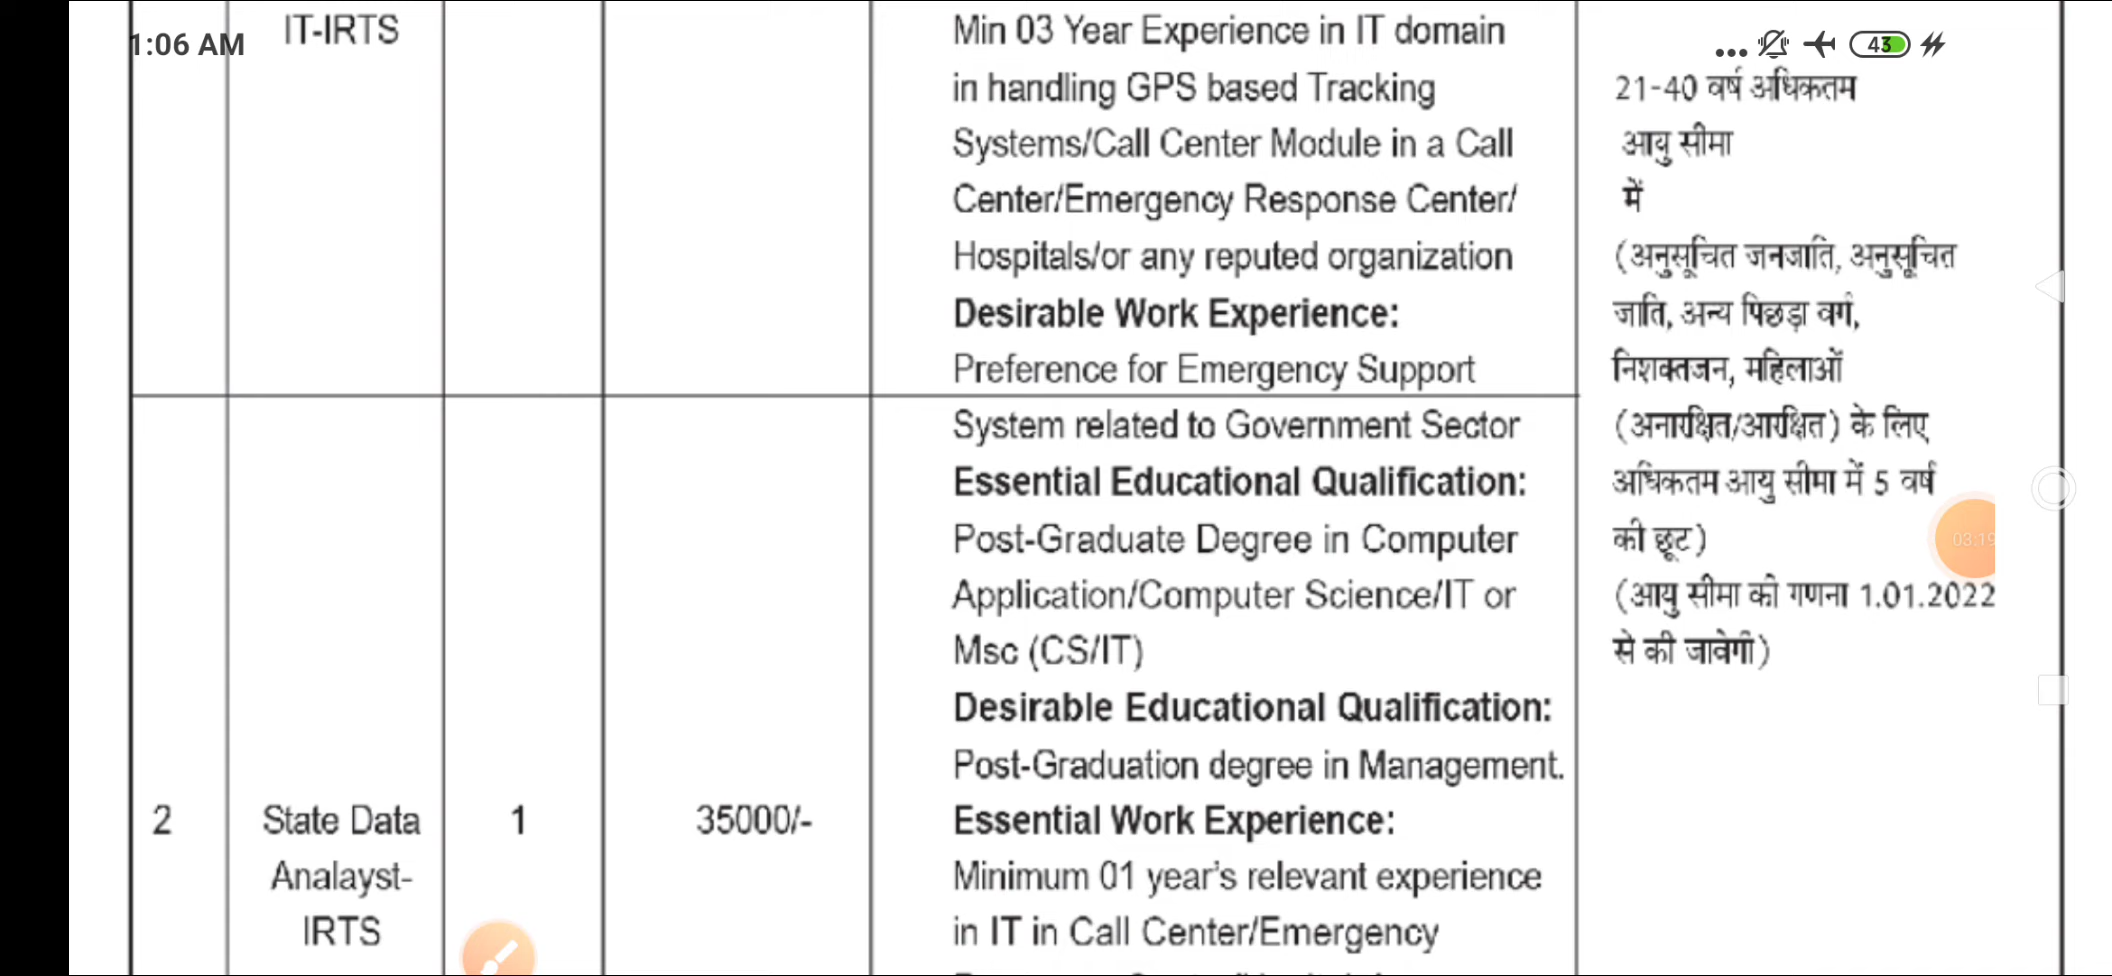 1:06 AM
43
IT-IRTS
Min 03 Year Experience in IT domain
in handling GPS based Tracking
Systems/Call Center Module in a Call
Center/Emergency Response Center/
Hospitals/or any reputed organization
Desirable Work Experience:
Preference for Emergency Support
System related to Government Sector
Essential Educational Qualification:
Post-Graduate Degree in Computer
Application/Computer Science/IT or
Msc (CS/IT)
Desirable Educational Qualification:
Post-Graduation degree in Management.
2
State Data
Analayst-
IRTS
1
35000/-
Essential Work Experience:
Minimum 01 year's relevant experience
in IT in Call Center/Emergency
21-40 वर्ष अधिकतम
आयु सीमा
में
(अनुसूचित जनजाति, अनुसूचित
जाति, अन्य पिछड़ा वर्ग,
निशक्तजन, महिलाओं
(अनारक्षित/आरक्षित) के लिए
अधिकतम आयु सीमा में 5 वर्ष
की छूट)
(आयु सीमा की गणना 1.01.2022
से की जावेगी)
03:19